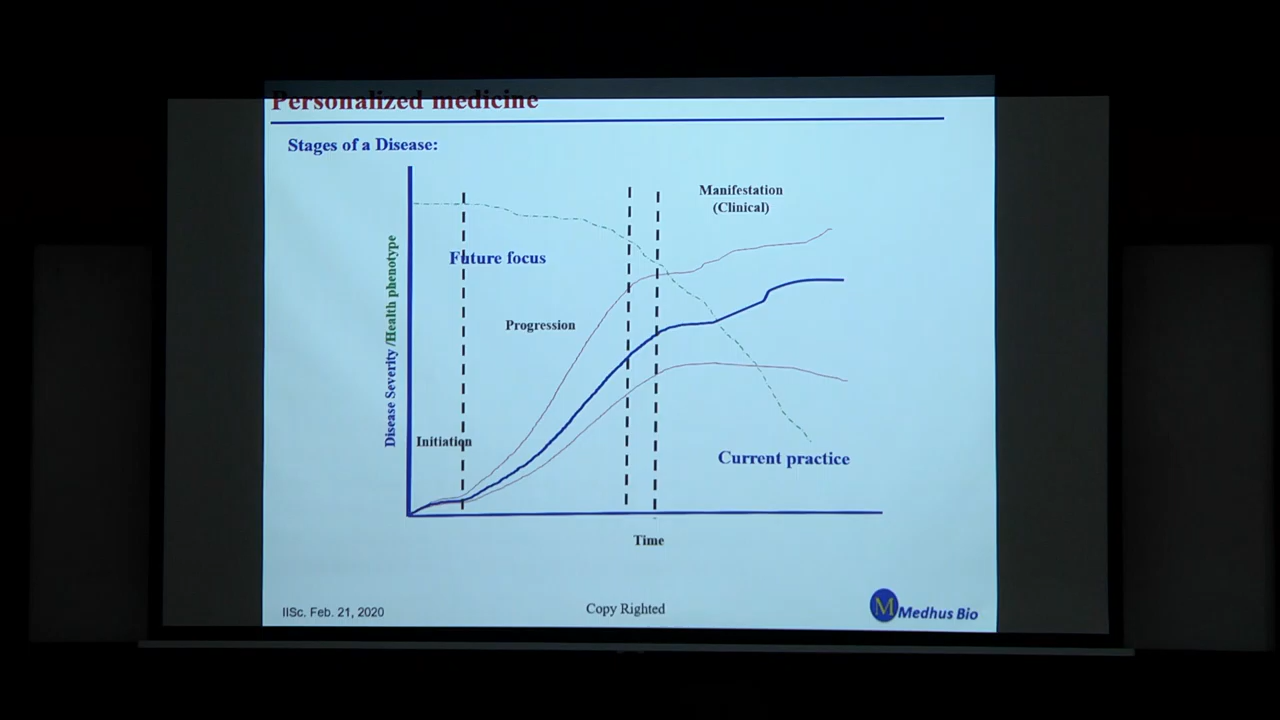 Personalized medicine
Stages of a Disease:
Manifestation
(Clinical)
Future focus
Progression
Disease Severity /Health phenotype
Initiation
Current practice
Time
IISc. Feb. 21, 2020
Copy Righted
M
Medhus Bio